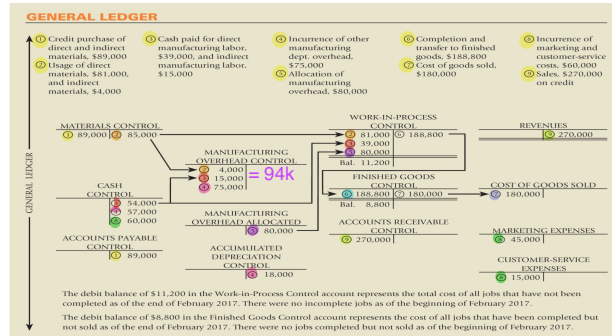 GENERAL LEDGER
① Credit purchase of
direct and indirect
materials, $89,000
② Usage of direct
materials, $81,000,
and indirect
materials, $4,000
③ Cash paid for direct
manufacturing labor,
$39,000, and indirect
manufacturing labor,
$15,000
④ Incurrence of other
manufacturing
dept. overhead,
$75,000
⑤ Allocation of
manufacturing
overhead, $80,000
⑥ Completion and
transfer to finished
goods, $188,800
⑦ Cost of goods sold,
$180,000
⑧ Incurrence of
marketing and
customer-service
costs, $60,000
⑨ Sales, $270,000
on credit
GENERAL LEDGER
MATERIALS CONTROL
① 89,000 ② 85,000
MANUFACTURING
OVERHEAD CONTROL
② 4,000
③ 15,000
④ 75,000
= 94k
WORK-IN-PROCESS
CONTROL
② 81,000 ⑥ 188,800
③ 39,000
⑤ 80,000
Bal. 11,200
REVENUES
⑨ 270,000
CASH
CONTROL
③ 54,000
④ 57,000
⑧ 60,000
MANUFACTURING
OVERHEAD ALLOCATED
⑤ 80,000
FINISHED GOODS
CONTROL
⑥ 188,800 ⑦ 180,000
Bal. 8,800
COST OF GOODS SOLD
⑦ 180,000
ACCOUNTS PAYABLE
CONTROL
① 89,000
ACCUMULATED
DEPRECIATION
CONTROL
④ 18,000
ACCOUNTS RECEIVABLE
CONTROL
⑨ 270,000
MARKETING EXPENSES
⑧ 45,000
CUSTOMER-SERVICE
EXPENSES
⑧ 15,000
The debit balance of $11,200 in the Work-in-Process Control account represents the total cost of all jobs that have not been
completed as of the end of February 2017. There were no incomplete jobs as of the beginning of February 2017.
The debit balance of $8,800 in the Finished Goods Control account represents the cost of all jobs that have been completed but
not sold as of the end of February 2017. There were no jobs completed but not sold as of the beginning of February 2017.